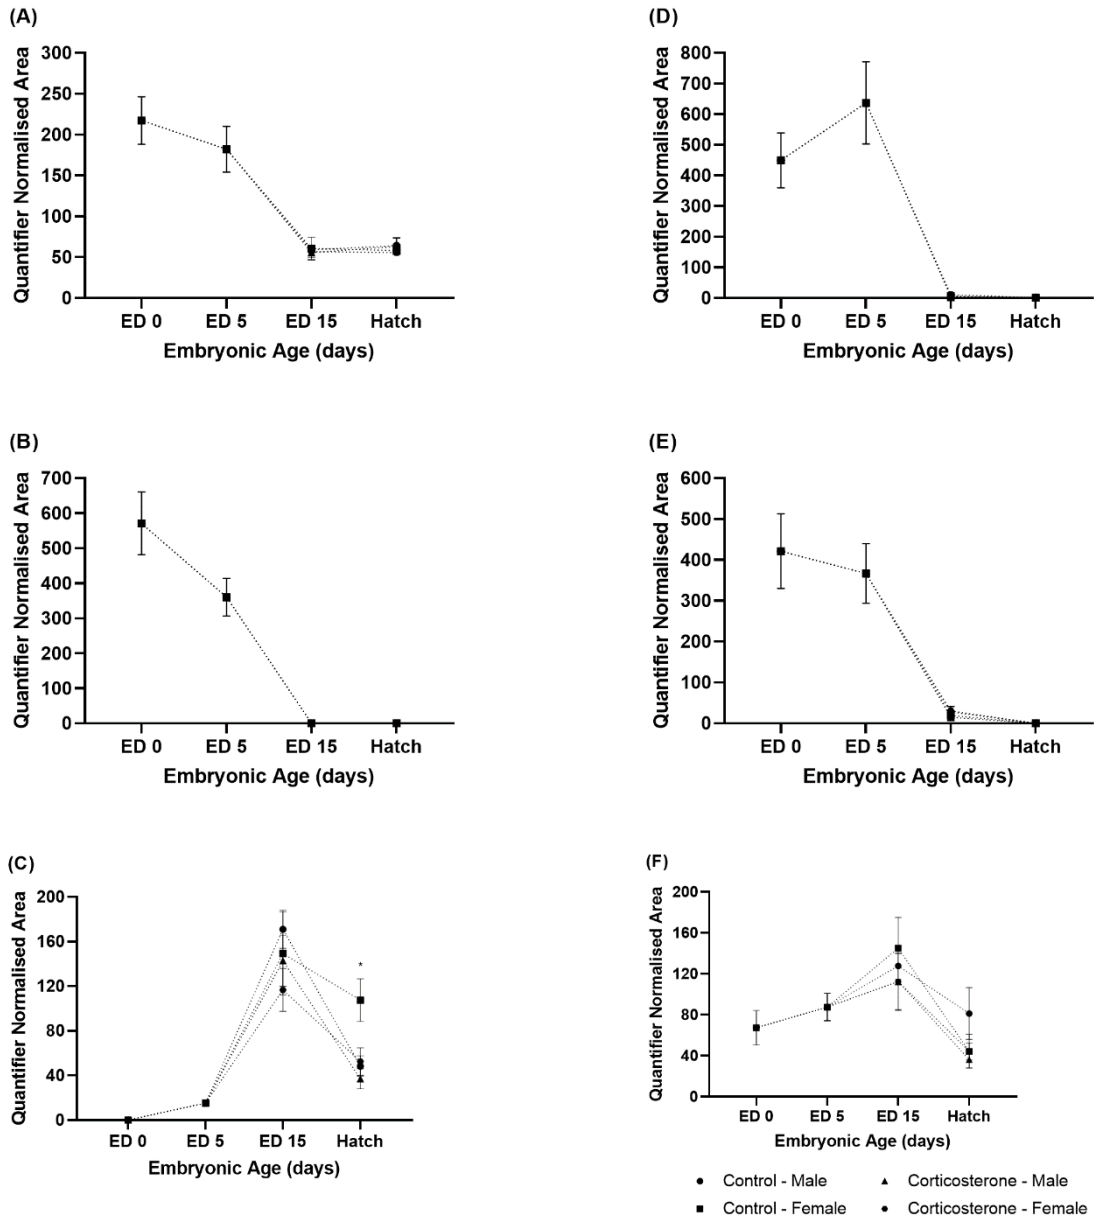 (A)
Quantifier Normalised Area
300
250
200
150
100
50
0
ED 0 ED 5 ED 15 Hatch
Embryonic Age (days)
(D)
Quantifier Normalised Area
800
700
600
500
400
300
200
100
0
ED 0 ED 5 ED 15 Hatch
Embryonic Age (days)
(B)
Quantifier Normalised Area
700
600
500
400
300
200
100
0
ED 0 ED 5 ED 15 Hatch
Embryonic Age (days)
(E)
Quantifier Normalised Area
600
500
400
300
200
100
0
ED 0 ED 5 ED 15 Hatch
Embryonic Age (days)
(C)
Quantifier Normalised Area
200
160
120
80
40
0
*
ED 0 ED 5 ED 15 Hatch
Embryonic Age (days)
(F)
Quantifier Normalised Area
200
160
120
80
40
0
ED 0 ED 5 ED 15 Hatch
Embryonic Age (days)
Control - Male Corticosterone - Male
Control - Female Corticosterone - Female